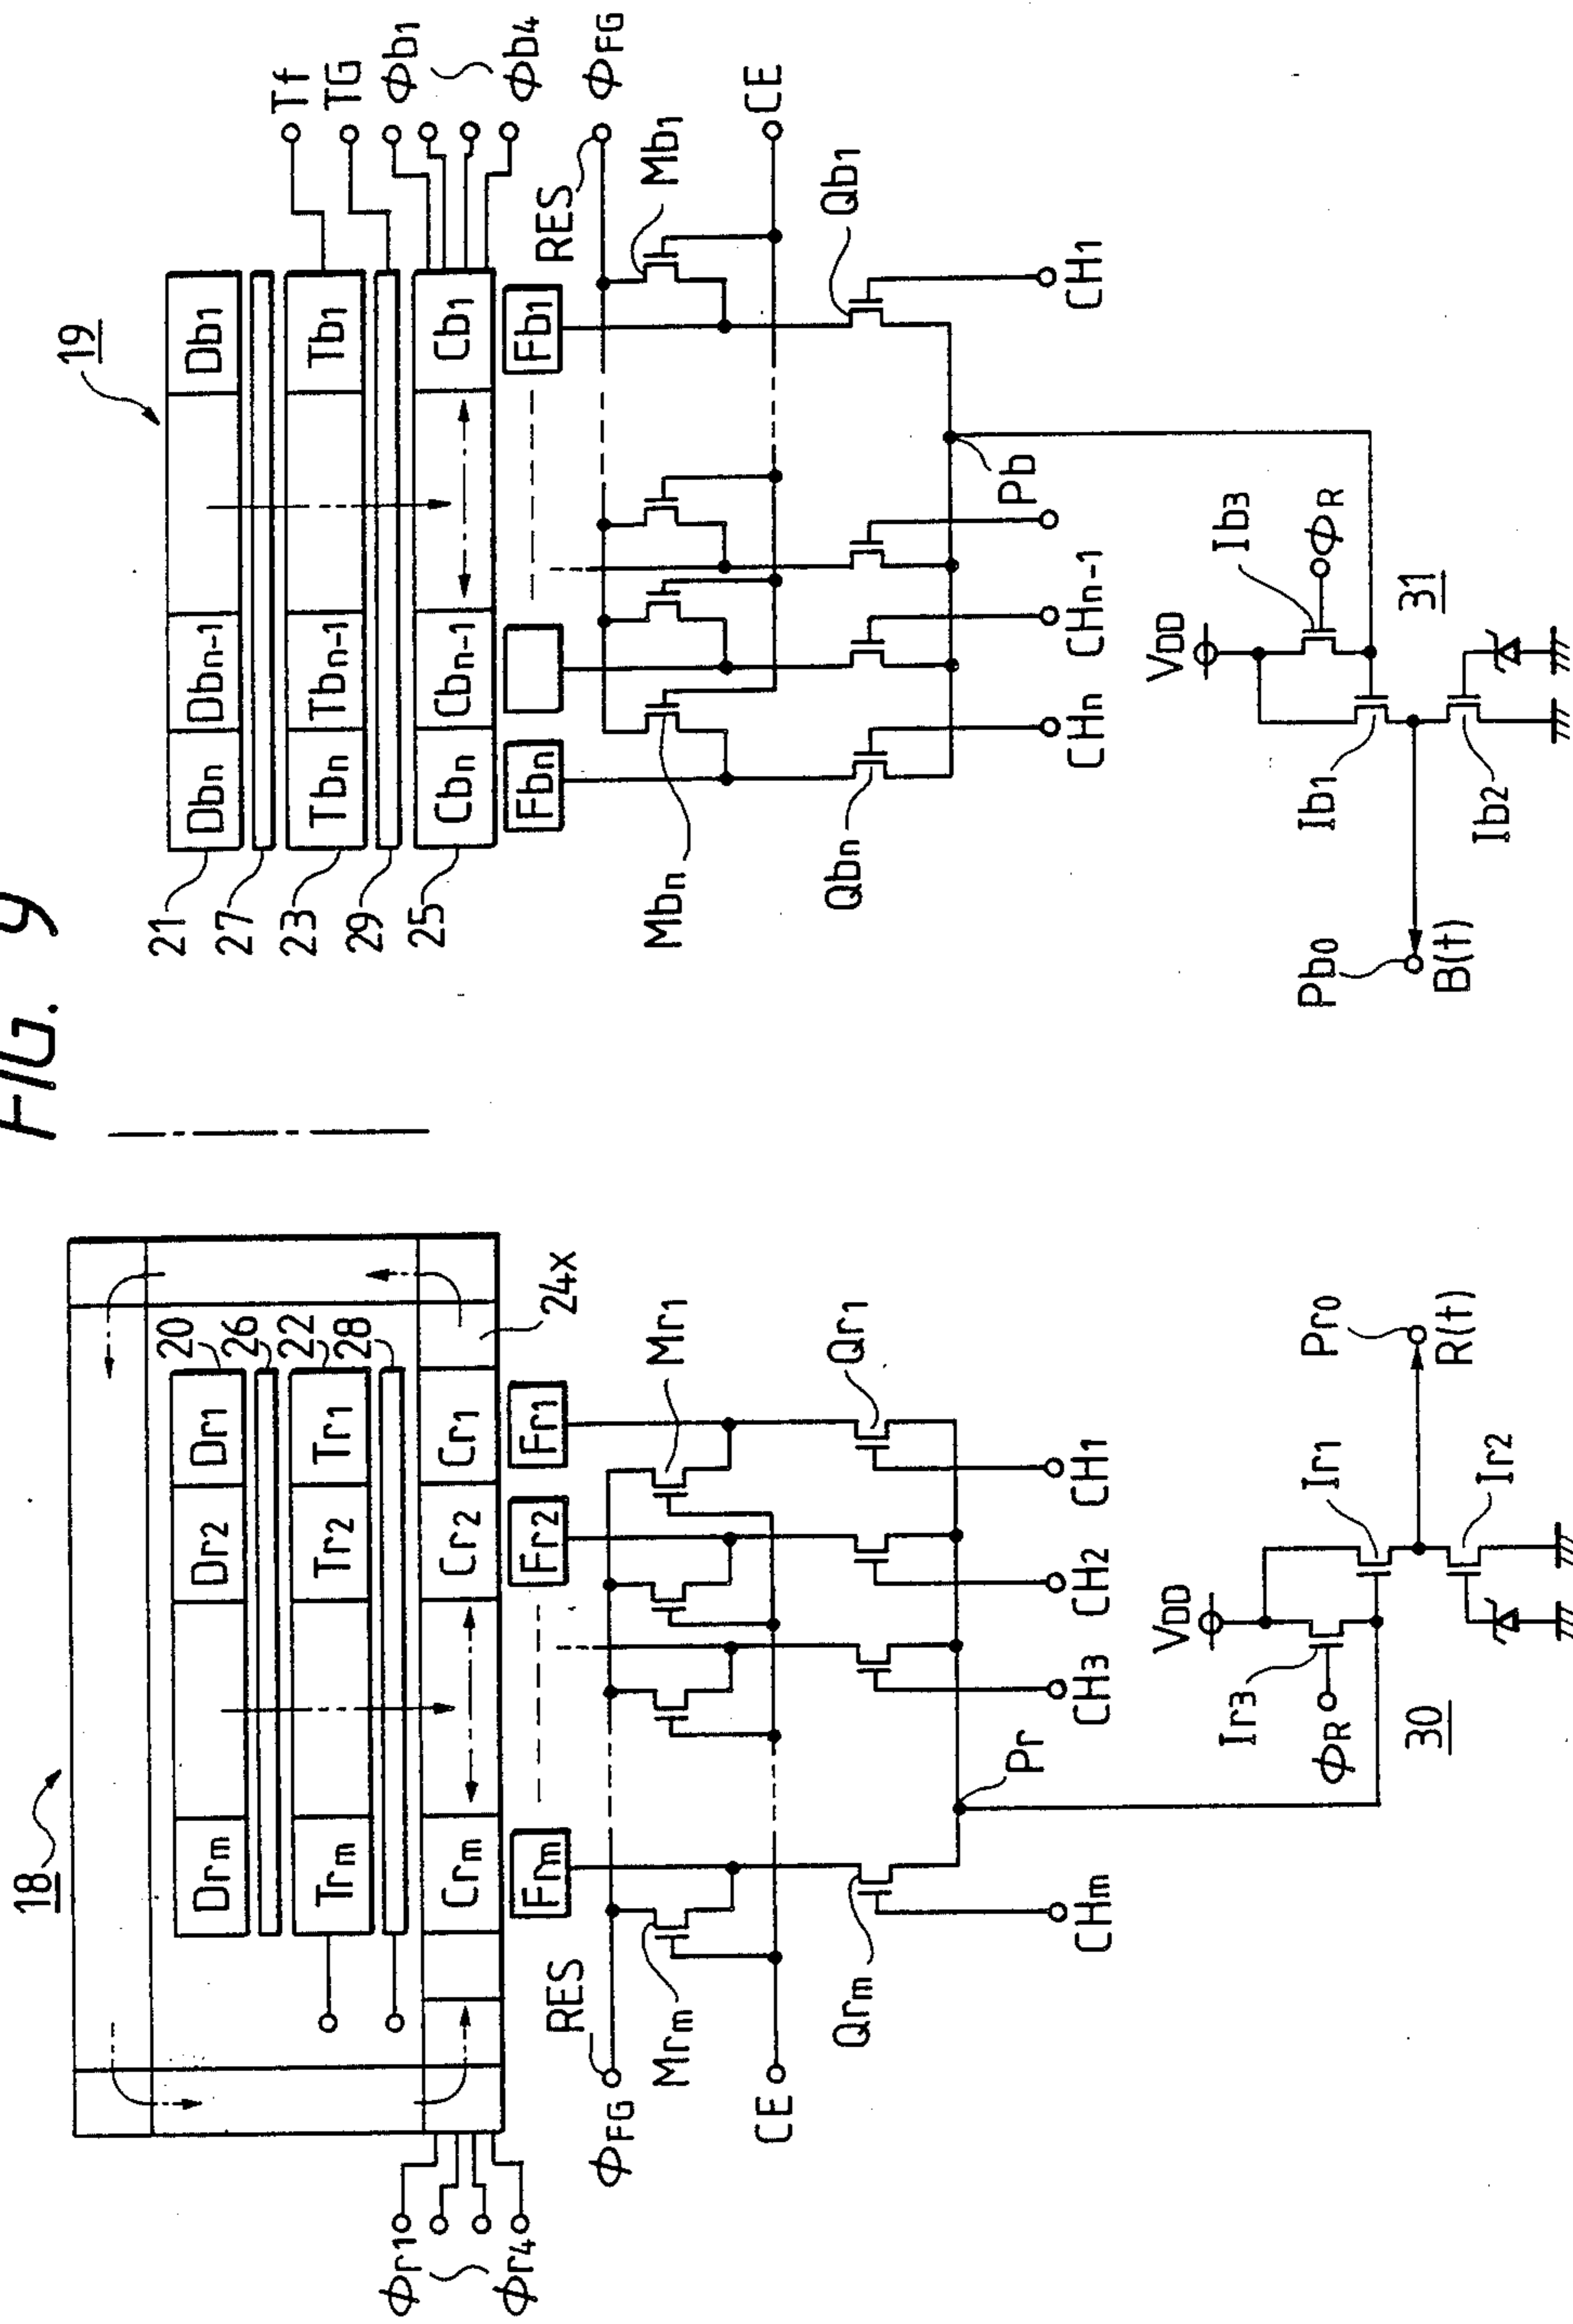 FIG. 9
18
20
26
22
28
24x
Drm
Dr2
Dr1
Trm
Tr2
Tr1
Crm
Cr2
Cr1
Φr1
Φr4
Frm
Fr2
Fr1
ΦFG
RES
Mrm
Mr1
CE
Qrm
Qr1
CHm
CH3
CH2
CH1
Pr
VDD
Ir3
ΦR
Ir1
Ir2
30
Pr0
R(t)
19
21
27
23
29
25
Dbn
Dbn-1
Db1
Tbn
Tbn-1
Tb1
Cbn
Cbn-1
Cb1
Tf
TG
Φb1
Φb4
Fbn
Fb1
RES
ΦFG
Mbn
Mb1
CE
Qbn
Qb1
CHn
CHn-1
CH1
Pb
VDD
Ib3
ΦR
Ib1
Ib2
31
Pb0
B(t)